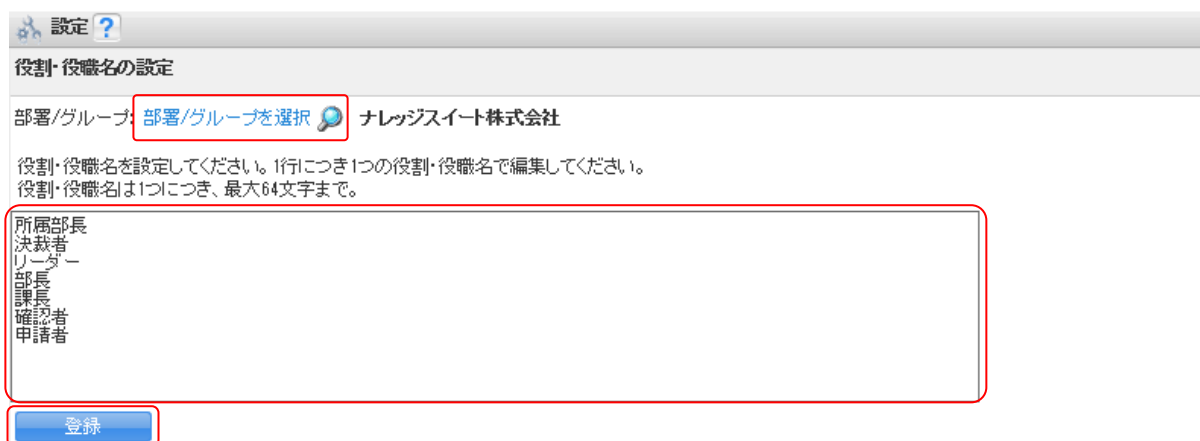 設定 ?
役割・役職名の設定
部署/グループ: 部署/グループを選択 ナレッジスイート株式会社
役割・役職名を設定してください。1行につき1つの役割・役職名で編集してください。
役割・役職名は1つにつき、最大64文字まで。
所属部長
決裁者
リーダー
部長
課長
確認者
申請者
登録